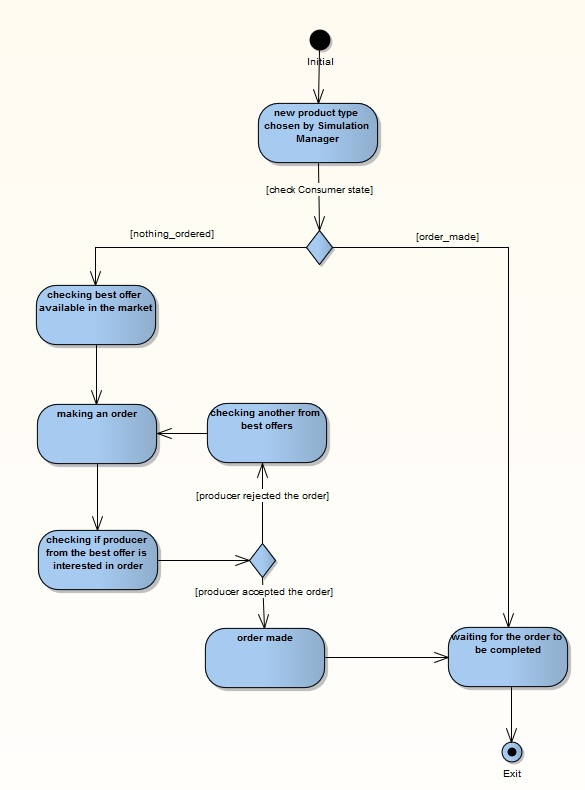 Initial
new product type
chosen by Simulation
Manager
[check Consumer state]
[nothing_ordered]
[order_made]
checking best offer
available in the market
making an order
checking another from
best offers
[producer rejected the order]
checking if producer
from the best offer is
interested in order
[producer accepted the order]
order made
waiting for the order to
be completed
Exit